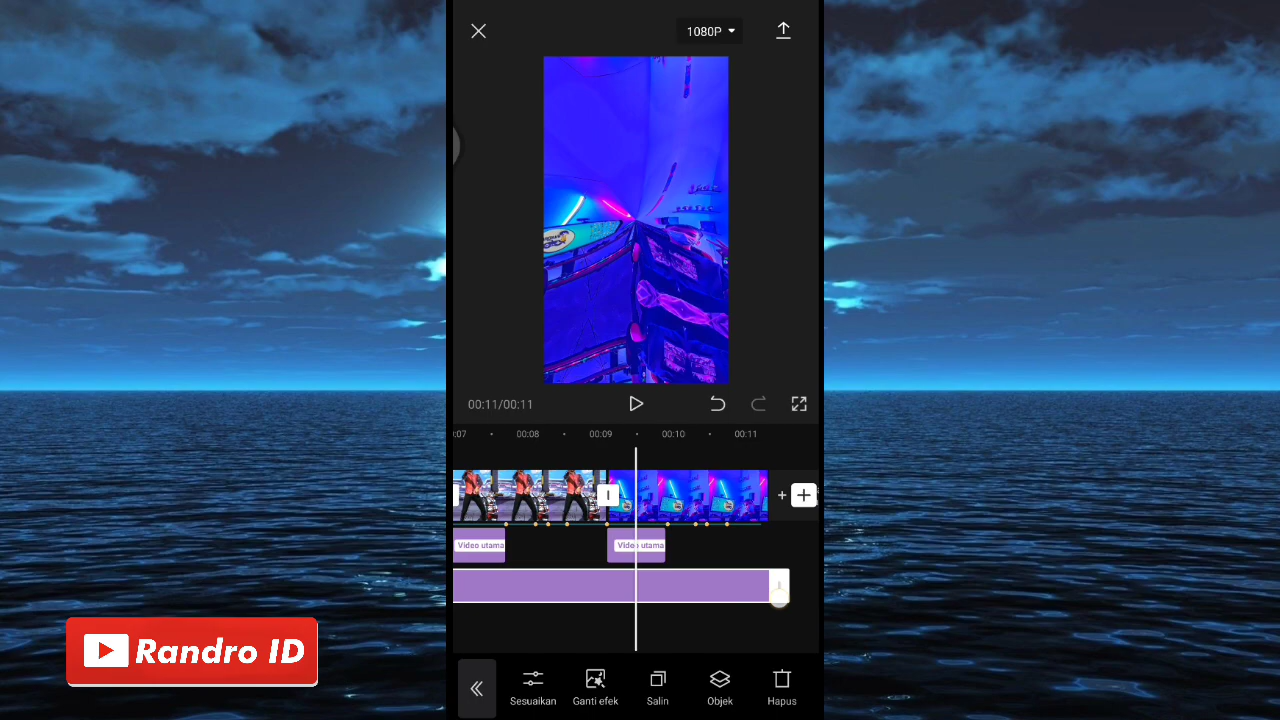 1080P
00:11/00:11
:07
00:08
00:09
00:10
00:11
Video utama
Video utama
Randro ID
Sesuaikan
Ganti efek
Salin
Objek
Hapus